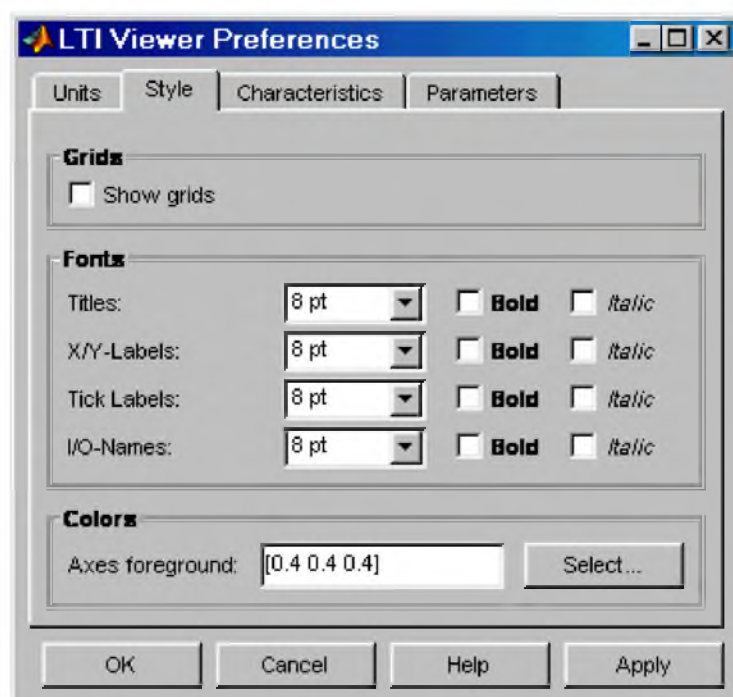 LTI Viewer Preferences
Units Style Characteristics Parameters
Grids
Show grids
Fonts
Titles: 8 pt Bold Italic
X/Y-Labels: 8 pt Bold Italic
Tick Labels: 8 pt Bold Italic
I/O-Names: 8 pt Bold Italic
Colors
Axes foreground: [0.4 0.4 0.4] Select...
OK Cancel Help Apply